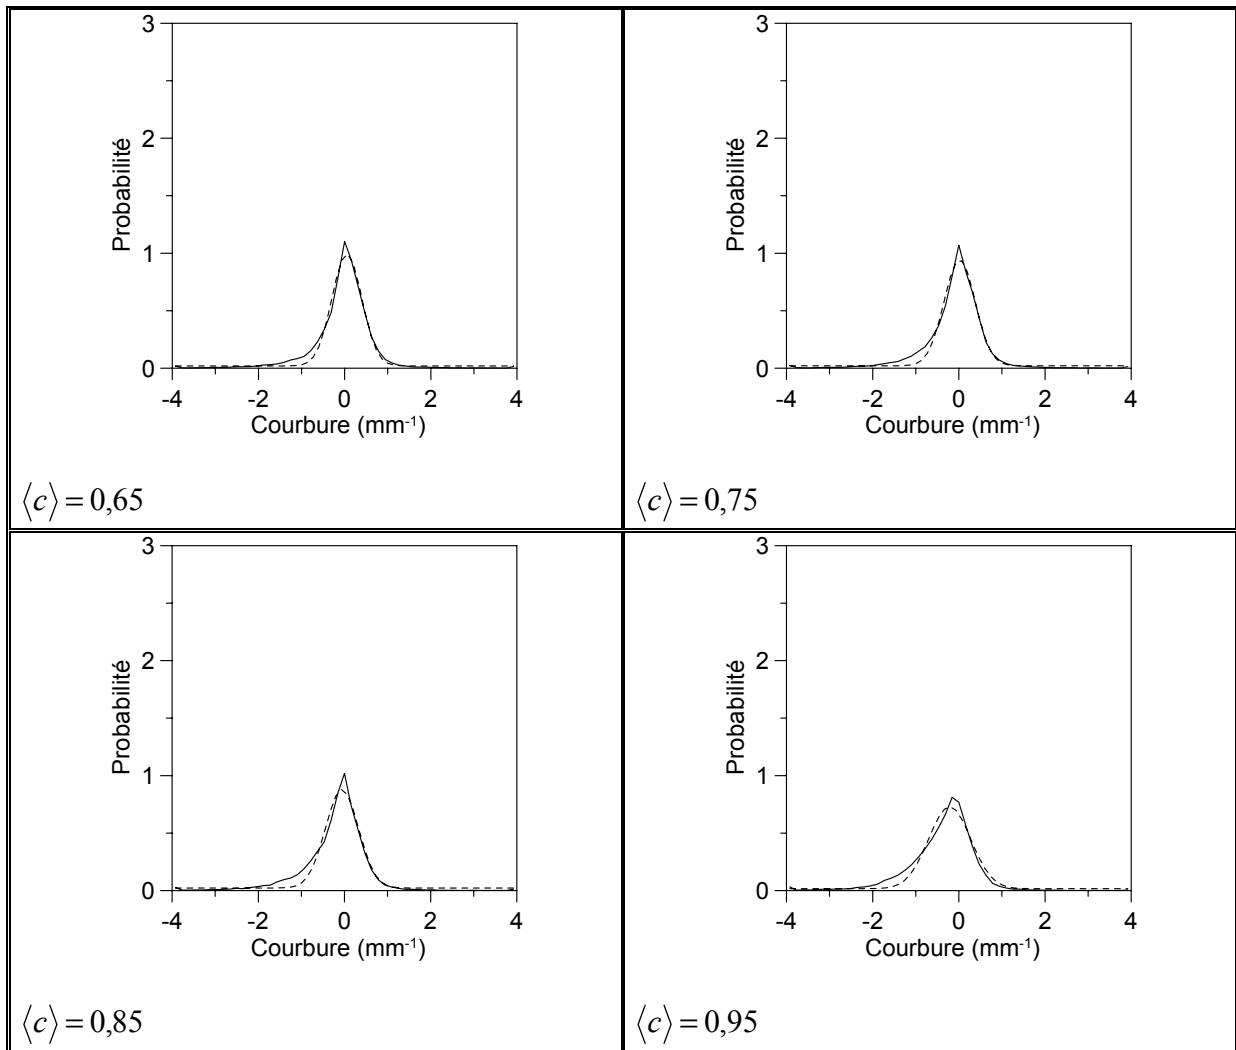 3
2
Probabilité
1
0
-4 -2 0 2 4
Courbure (mm-1)
⟨c⟩ = 0,65
3
2
Probabilité
1
0
-4 -2 0 2 4
Courbure (mm-1)
⟨c⟩ = 0,75
3
2
Probabilité
1
0
-4 -2 0 2 4
Courbure (mm-1)
⟨c⟩ = 0,85
3
2
Probabilité
1
0
-4 -2 0 2 4
Courbure (mm-1)
⟨c⟩ = 0,95